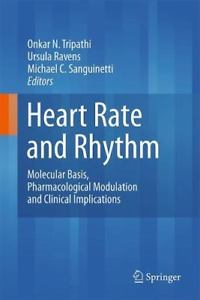 Onkar N. Tripathi
Ursula Ravens
Michael C. Sanguinetti
Editors
Heart Rate
and Rhythm
Molecular Basis,
Pharmacological Modulation
and Clinical Implications
Springer